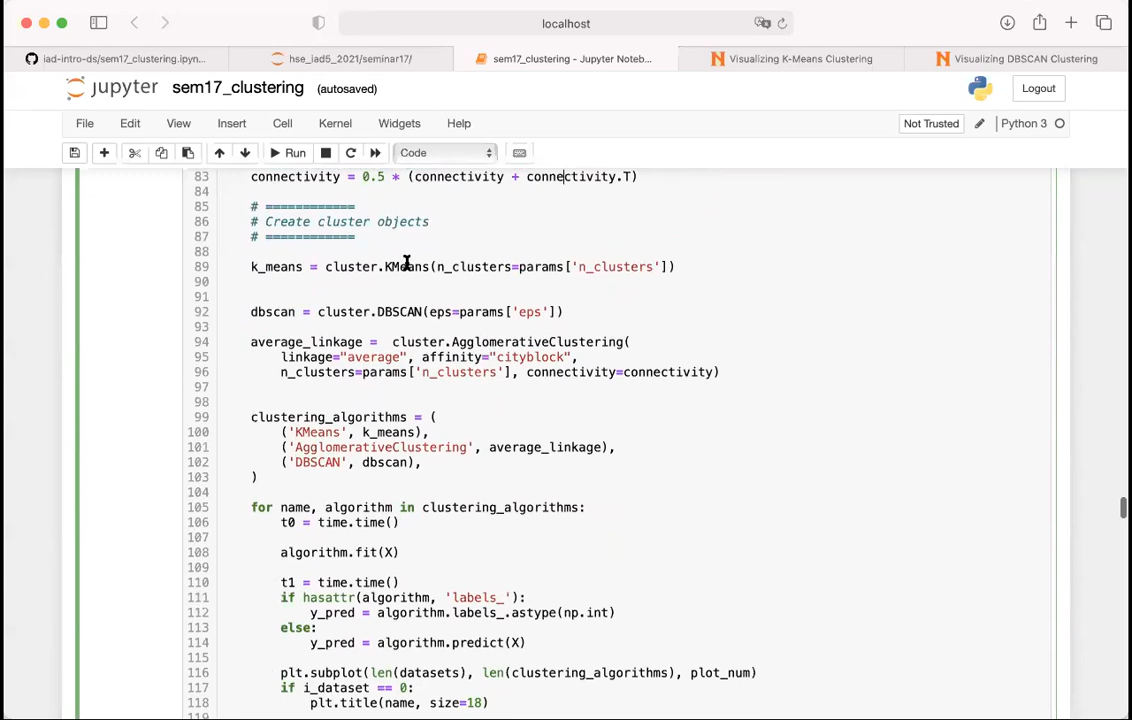 localhost
iad-intro-ds/sem17_clustering.ipyn...
hse_iad5_2021/seminar17/
sem17_clustering - Jupyter Noteb...
Visualizing K-Means Clustering
Visualizing DBSCAN Clustering
jupyter sem17_clustering (autosaved)
Logout
File Edit View Insert Cell Kernel Widgets Help
Not Trusted
Python 3
Run
Code
83 connectivity = 0.5 * (connectivity + connectivity.T)
84
85 # ============
86 # Create cluster objects
87 # ============
88
89 k_means = cluster.KMeans(n_clusters=params['n_clusters'])
90
91
92 dbscan = cluster.DBSCAN(eps=params['eps'])
93
94 average_linkage =  cluster.AgglomerativeClustering(
95     linkage="average", affinity="cityblock",
96     n_clusters=params['n_clusters'], connectivity=connectivity)
97
98
99 clustering_algorithms = (
100     ('KMeans', k_means),
101     ('AgglomerativeClustering', average_linkage),
102     ('DBSCAN', dbscan),
103 )
104
105 for name, algorithm in clustering_algorithms:
106     t0 = time.time()
107
108     algorithm.fit(X)
109
110     t1 = time.time()
111     if hasattr(algorithm, 'labels_'):
112         y_pred = algorithm.labels_.astype(np.int)
113     else:
114         y_pred = algorithm.predict(X)
115
116     plt.subplot(len(datasets), len(clustering_algorithms), plot_num)
117     if i_dataset == 0:
118         plt.title(name, size=18)
119